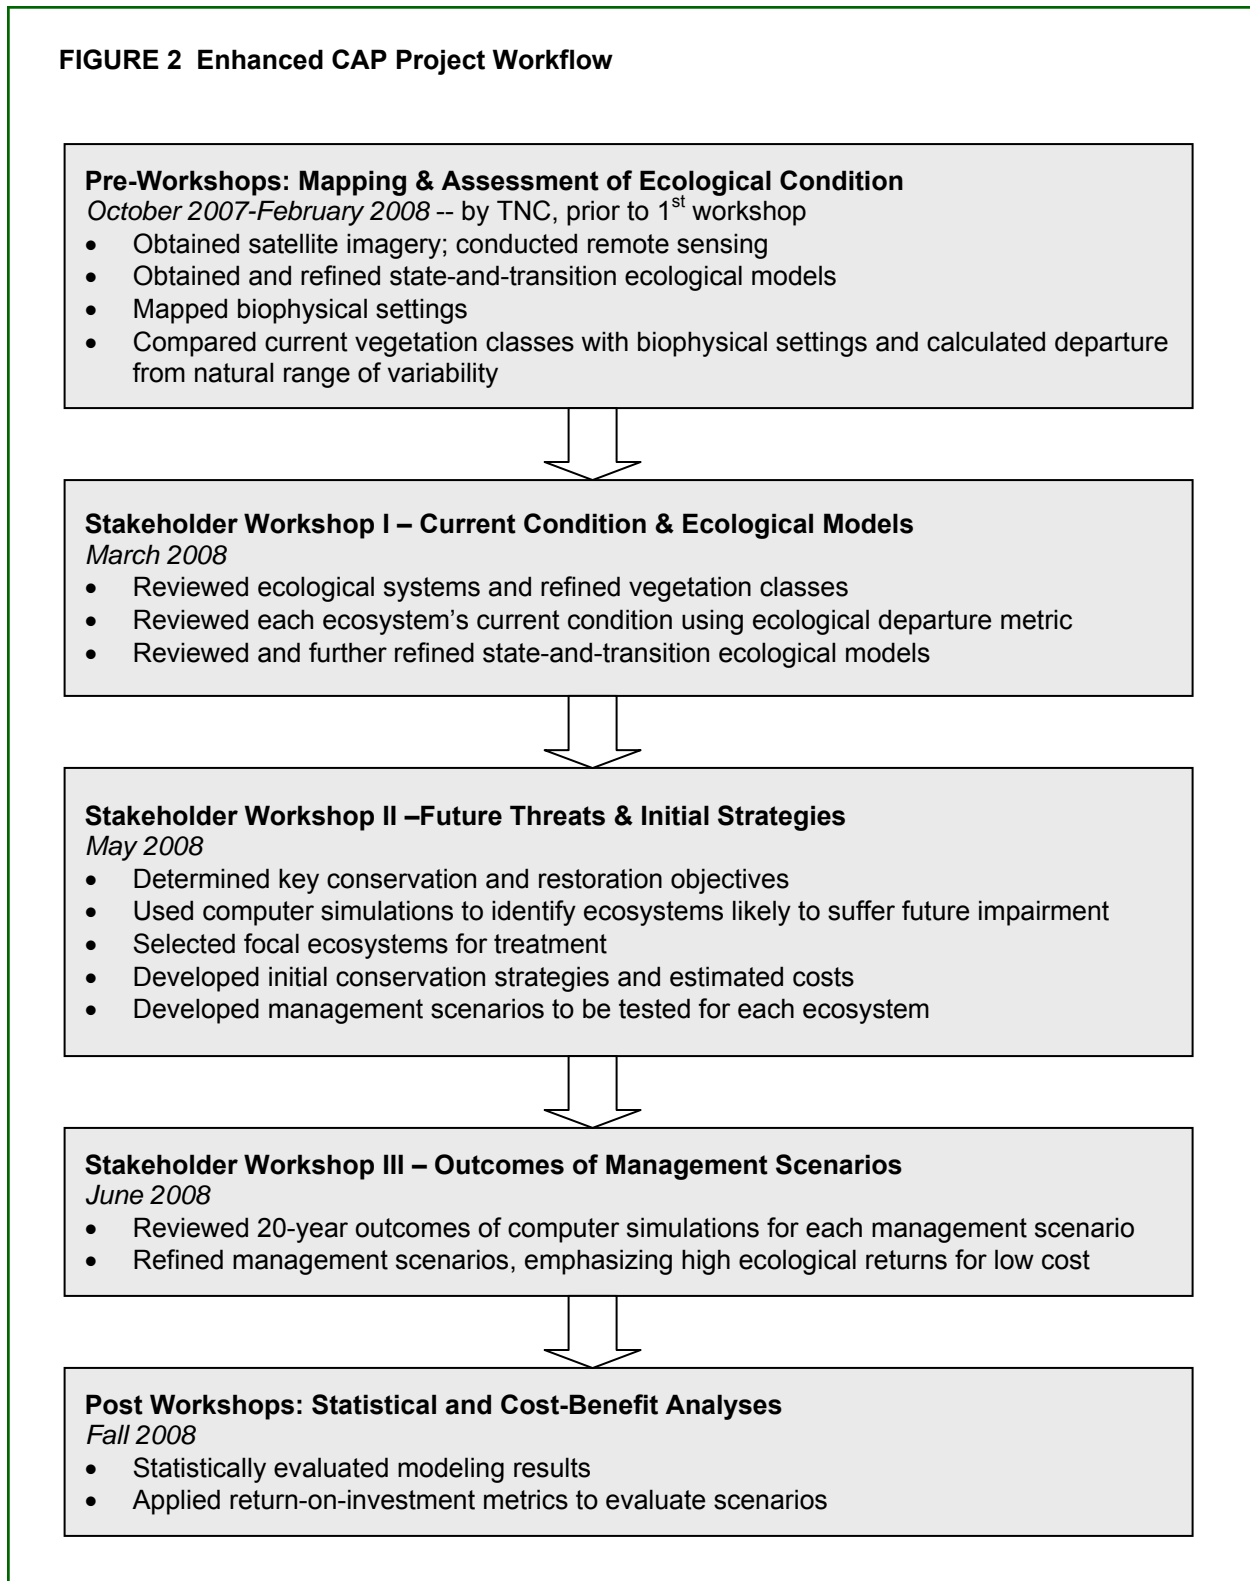 FIGURE 2  Enhanced CAP Project Workflow
Pre-Workshops: Mapping & Assessment of Ecological Condition
October 2007-February 2008 -- by TNC, prior to 1st workshop
• Obtained satellite imagery; conducted remote sensing
• Obtained and refined state-and-transition ecological models
• Mapped biophysical settings
• Compared current vegetation classes with biophysical settings and calculated departure
from natural range of variability
Stakeholder Workshop I – Current Condition & Ecological Models
March 2008
• Reviewed ecological systems and refined vegetation classes
• Reviewed each ecosystem’s current condition using ecological departure metric
• Reviewed and further refined state-and-transition ecological models
Stakeholder Workshop II –Future Threats & Initial Strategies
May 2008
• Determined key conservation and restoration objectives
• Used computer simulations to identify ecosystems likely to suffer future impairment
• Selected focal ecosystems for treatment
• Developed initial conservation strategies and estimated costs
• Developed management scenarios to be tested for each ecosystem
Stakeholder Workshop III – Outcomes of Management Scenarios
June 2008
• Reviewed 20-year outcomes of computer simulations for each management scenario
• Refined management scenarios, emphasizing high ecological returns for low cost
Post Workshops: Statistical and Cost-Benefit Analyses
Fall 2008
• Statistically evaluated modeling results
• Applied return-on-investment metrics to evaluate scenarios